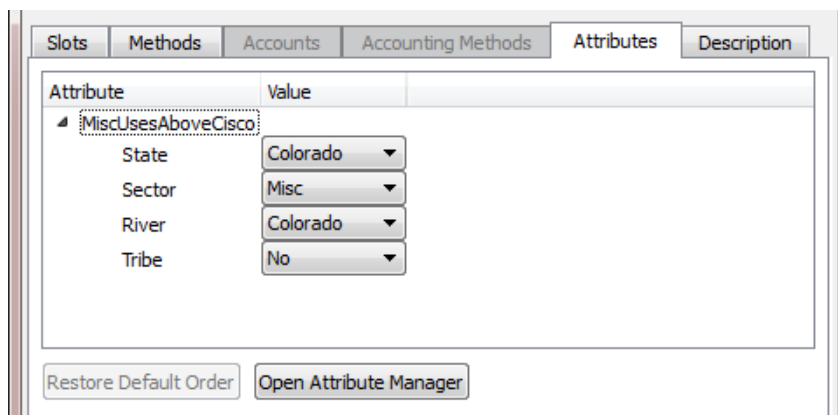 Slots Methods Accounts Accounting Methods Attributes Description
Attribute Value
MiscUsesAboveCisco
State Colorado
Sector Misc
River Colorado
Tribe No
Restore Default Order Open Attribute Manager